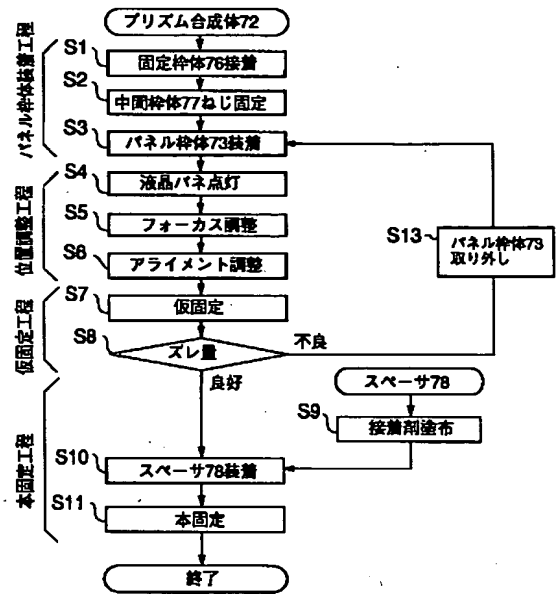 プリズム合成体72
S1
固定枠体76接着
S2
中間枠体77ねじ固定
S3
パネル枠体73装着
パネル枠体装着工程
S4
液晶パネ点灯
S5
フォーカス調整
S6
アライメント調整
位置調整工程
S7
仮固定
S8
ズレ量
不良
良好
仮固定工程
S13
パネル枠体73
取り外し
スペーサ78
S9
接着剤塗布
S10
スペーサ78装着
S11
本固定
本固定工程
終了